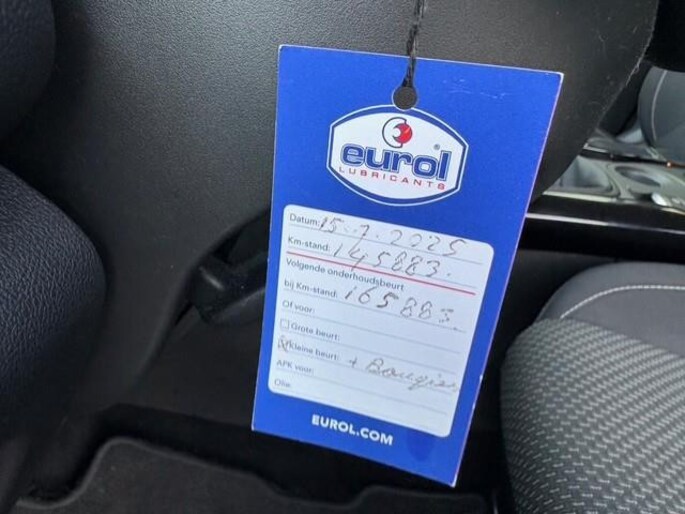 eurol
LUBRICANTS
Datum: 15.7.2025
Km-stand: 145883.
Volgende onderhoudsbeurt
bij Km-stand: 165883.
Of voor:
Grote beurt:
Kleine beurt: + Bougies
APK voor:
Olie:
EUROL.COM